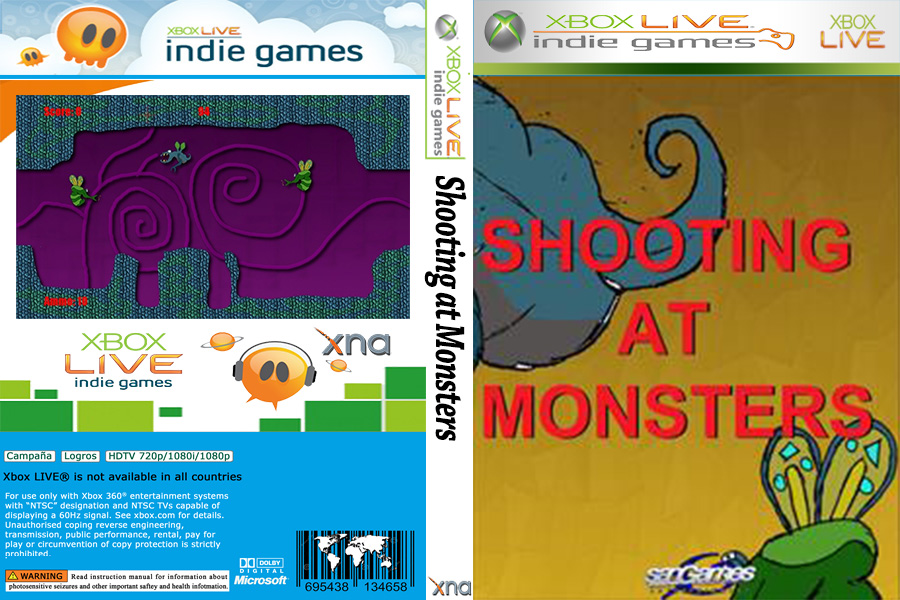 XBOX LIVE
indie games
Score: 0
XBOX
LIVE
indie games
xna
Campaña Logros HDTV 720p/1080i/1080p
Xbox LIVE® is not available in all countries
For use only with Xbox 360® entertainment systems
with "NTSC" designation and NTSC TVs capable of
displaying a 60Hz signal. See xbox.com for details.
Unauthorised coping reverse engineering,
transmission, public performance, rental, pay for
play or circumvention of copy protection is strictly
prohibited.
WARNING Read instruction manual for information about
photosensitive seizures and other important saftey and health infotmation.
DOLBY
DIGITAL
Microsoft
695438 134658
XBOX LIVE
indie games
Shooting at Monsters
xna
XBOX LIVE
indie games
XBOX
LIVE
SHOOTING
AT
MONSTERS